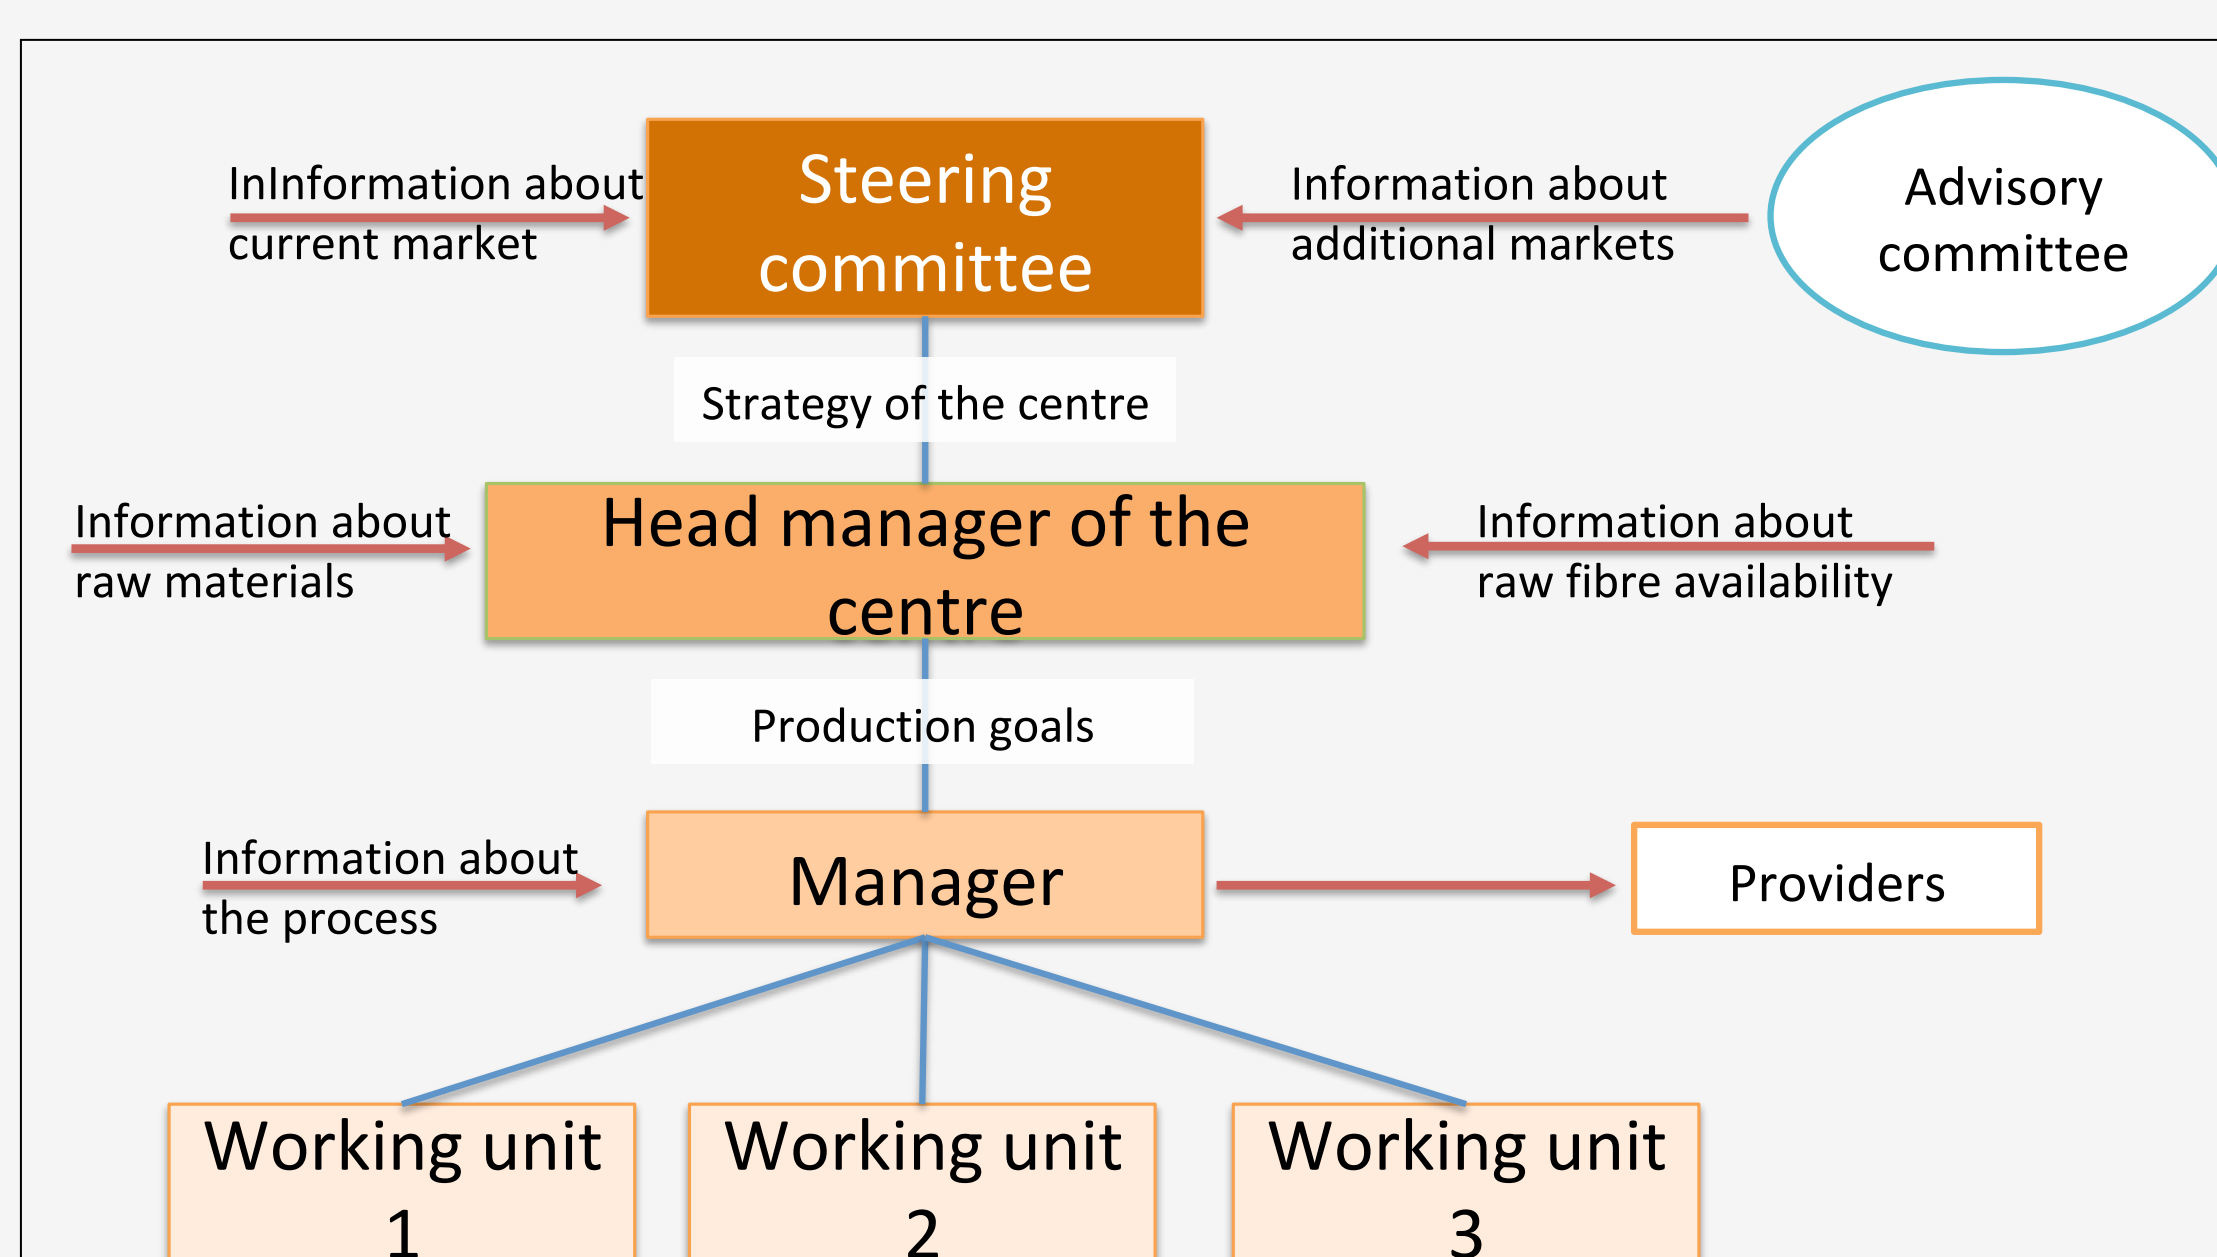 InInformation about
current market
Steering
committee
Information about
additional markets
Advisory
committee
Strategy of the centre
Information about
raw materials
Head manager of the
centre
Information about
raw fibre availability
Production goals
Information about
the process
Manager
Providers
Working unit
1
Working unit
2
Working unit
3